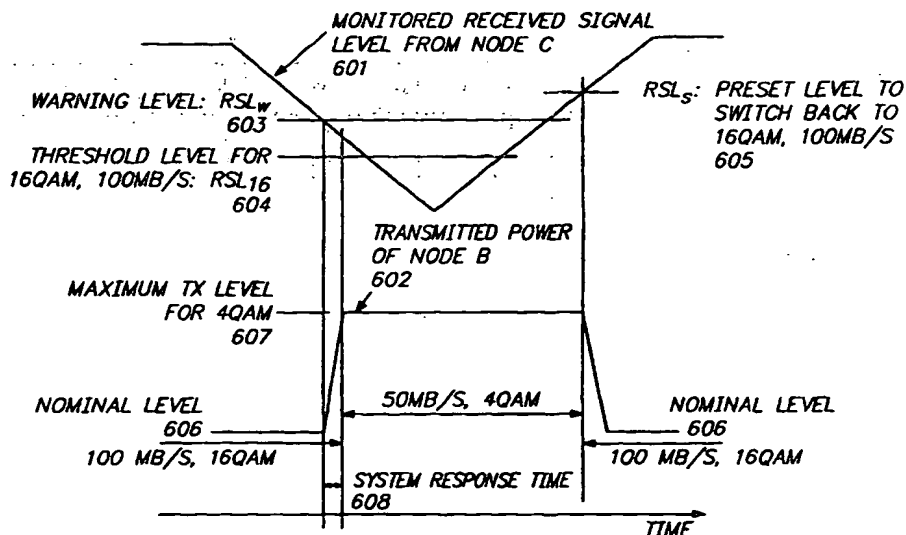 MONITORED RECEIVED SIGNAL
LEVEL FROM NODE C
601
WARNING LEVEL: RSLw
603
RSLS: PRESET LEVEL TO
SWITCH BACK TO
16QAM, 100MB/S
605
THRESHOLD LEVEL FOR
16QAM, 100MB/S: RSL16
604
TRANSMITTED POWER
OF NODE B
602
MAXIMUM TX LEVEL
FOR 4QAM
607
50MB/S, 4QAM
NOMINAL LEVEL
606
NOMINAL LEVEL
606
100 MB/S, 16QAM
100 MB/S, 16QAM
SYSTEM RESPONSE TIME
608
TIME